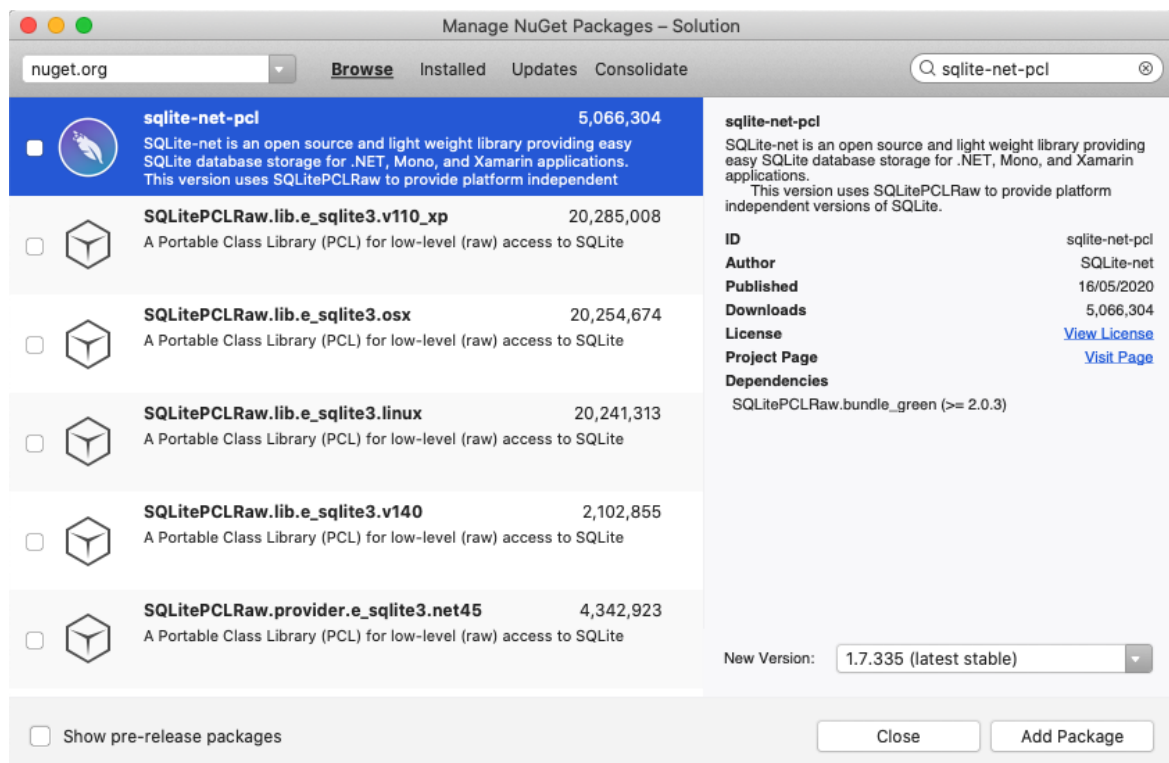 Manage NuGet Packages – Solution
nuget.org
Browse Installed Updates Consolidate
sqlite-net-pcl
sqlite-net-pcl 5,066,304
SQLite-net is an open source and light weight library providing easy
SQLite database storage for .NET, Mono, and Xamarin applications.
This version uses SQLitePCLRaw to provide platform independent
SQLitePCLRaw.lib.e_sqlite3.v110_xp 20,285,008
A Portable Class Library (PCL) for low-level (raw) access to SQLite
SQLitePCLRaw.lib.e_sqlite3.osx 20,254,674
A Portable Class Library (PCL) for low-level (raw) access to SQLite
SQLitePCLRaw.lib.e_sqlite3.linux 20,241,313
A Portable Class Library (PCL) for low-level (raw) access to SQLite
SQLitePCLRaw.lib.e_sqlite3.v140 2,102,855
A Portable Class Library (PCL) for low-level (raw) access to SQLite
SQLitePCLRaw.provider.e_sqlite3.net45 4,342,923
A Portable Class Library (PCL) for low-level (raw) access to SQLite
sqlite-net-pcl
SQLite-net is an open source and light weight library providing
easy SQLite database storage for .NET, Mono, and Xamarin
applications.
This version uses SQLitePCLRaw to provide platform
independent versions of SQLite.
ID sqlite-net-pcl
Author SQLite-net
Published 16/05/2020
Downloads 5,066,304
License View License
Project Page Visit Page
Dependencies
SQLitePCLRaw.bundle_green (>= 2.0.3)
New Version: 1.7.335 (latest stable)
Show pre-release packages
Close Add Package